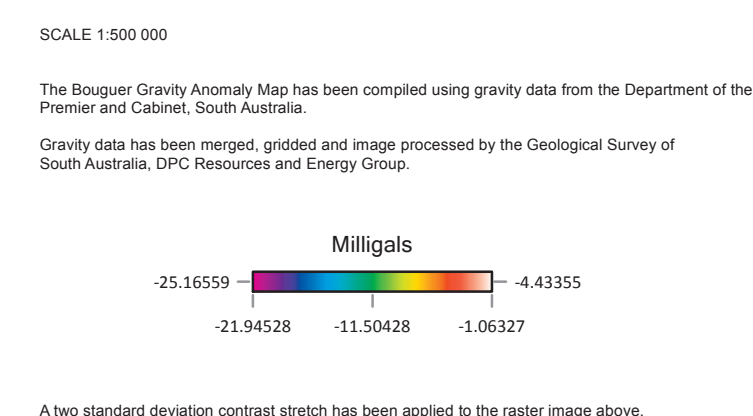 SCALE 1:500 000
The Bouguer Gravity Anomaly Map has been compiled using gravity data from the Department of the
Premier and Cabinet, South Australia.
Gravity data has been merged, gridded and image processed by the Geological Survey of
South Australia, DPC Resources and Energy Group.
Milligals
-25.16559 -4.43355
-21.94528 -11.50428 -1.06327
A two standard deviation contrast stretch has been applied to the raster image above.